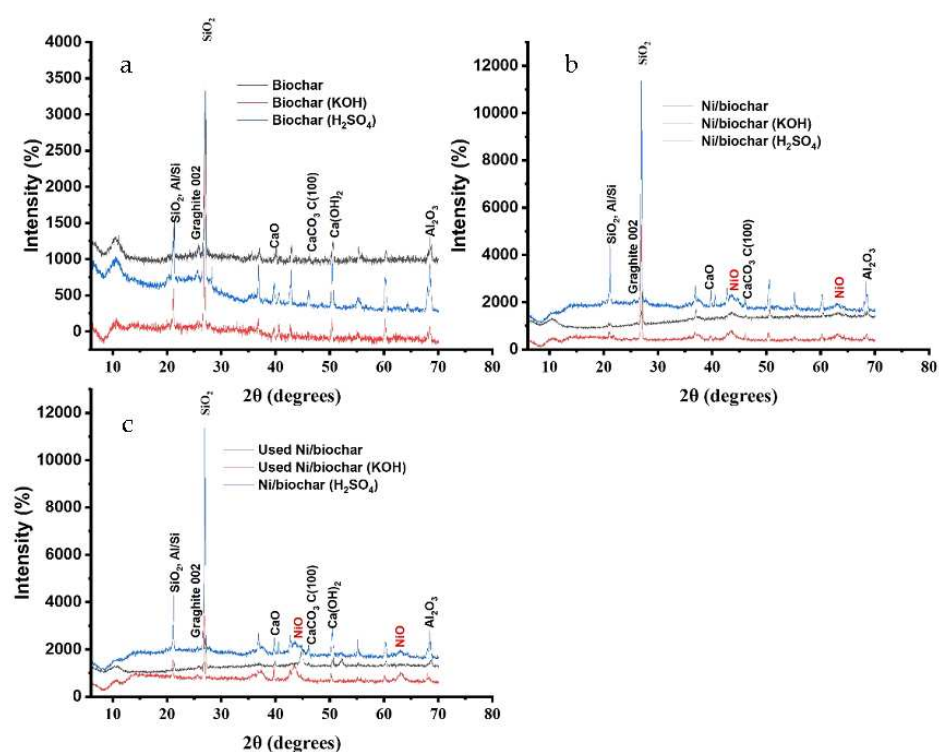 a
Intensity (%)
4000
3500
3000
2500
2000
1500
1000
500
0
SiO₂
Biochar
Biochar (KOH)
Biochar (H₂SO₄)
SiO₂, Al/Si
Graghite 002
CaO
CaCO₃ C(100)
Ca(OH)₂
Al₂O₃
10 20 30 40 50 60 70 80
2θ (degrees)
b
Intensity (%)
12000
10000
8000
6000
4000
2000
0
SiO₂
Ni/biochar
Ni/biochar (KOH)
Ni/biochar (H₂SO₄)
SiO₂, Al/Si
Graghite 002
CaO
NiO
CaCO₃ C(100)
NiO
Al₂O₃
10 20 30 40 50 60 70 80
2θ (degrees)
c
Intensity (%)
12000
10000
8000
6000
4000
2000
0
SiO₂
Used Ni/biochar
Used Ni/biochar (KOH)
Ni/biochar (H₂SO₄)
SiO₂, Al/Si
Graghite 002
CaO
NiO
CaCO₃ C(100)
Ca(OH)₂
NiO
Al₂O₃
10 20 30 40 50 60 70 80
2θ (degrees)